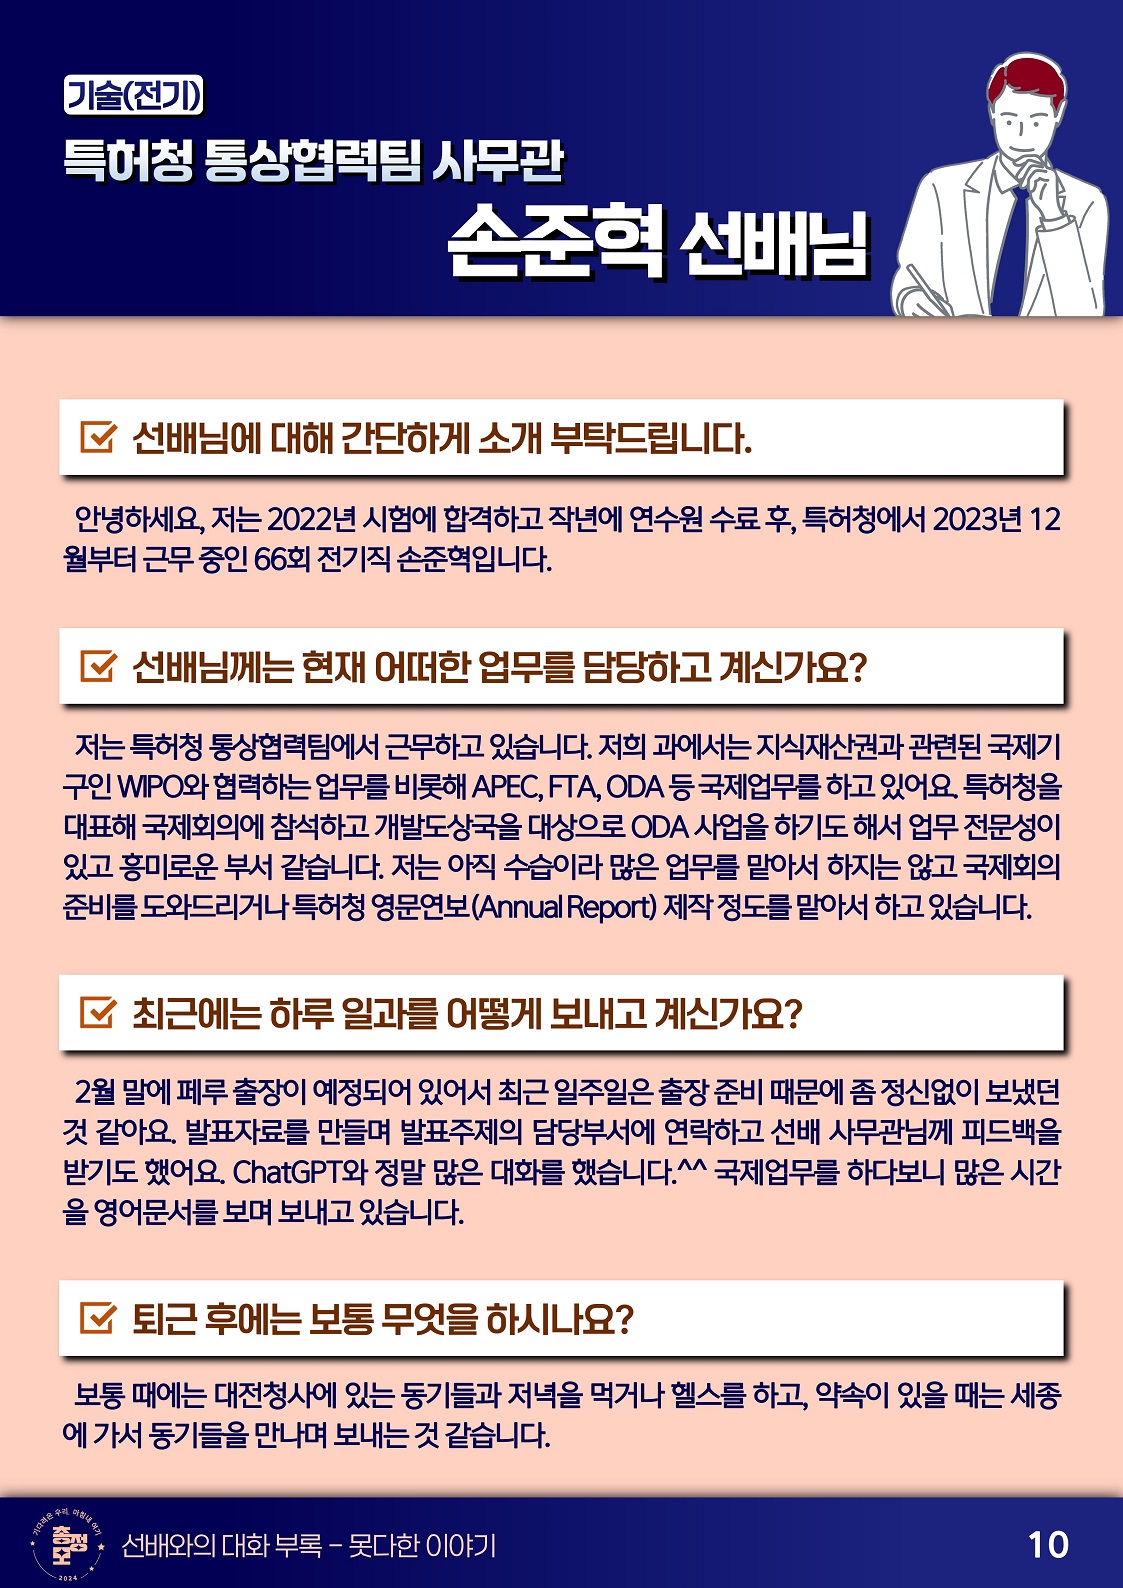 기술(전기)
특허청 통상협력팀 사무관
손준혁 선배님
선배님에 대해 간단하게 소개 부탁드립니다.
안녕하세요, 저는 2022년 시험에 합격하고 작년에 연수원 수료 후, 특허청에서 2023년 12
월부터 근무 중인 66회 전기직 손준혁입니다.
선배님께는 현재 어떠한 업무를 담당하고 계신가요?
저는 특허청 통상협력팀에서 근무하고 있습니다. 저희 과에서는 지식재산권과 관련된 국제기
구인 WIPO와 협력하는 업무를 비롯해 APEC, FTA, ODA 등 국제업무를 하고 있어요. 특허청을
대표해 국제회의에 참석하고 개발도상국을 대상으로 ODA 사업을 하기도 해서 업무 전문성이
있고 흥미로운 부서 같습니다. 저는 아직 수습이라 많은 업무를 맡아서 하지는 않고 국제회의
준비를 도와드리거나 특허청 영문연보(Annual Report) 제작 정도를 맡아서 하고 있습니다.
최근에는 하루 일과를 어떻게 보내고 계신가요?
2월 말에 페루 출장이 예정되어 있어서 최근 일주일은 출장 준비 때문에 좀 정신없이 보냈던
것 같아요. 발표자료를 만들며 발표주제의 담당부서에 연락하고 선배 사무관님께 피드백을
받기도 했어요. ChatGPT와 정말 많은 대화를 했습니다.^^ 국제업무를 하다보니 많은 시간
을 영어문서를 보며 보내고 있습니다.
퇴근 후에는 보통 무엇을 하시나요?
보통 때에는 대전청사에 있는 동기들과 저녁을 먹거나 헬스를 하고, 약속이 있을 때는 세종
에 가서 동기들을 만나며 보내는 것 같습니다.
기다려온 우리, 마침내 여기
총정
모
2024
선배와의 대화 부록 - 못다한 이야기
10